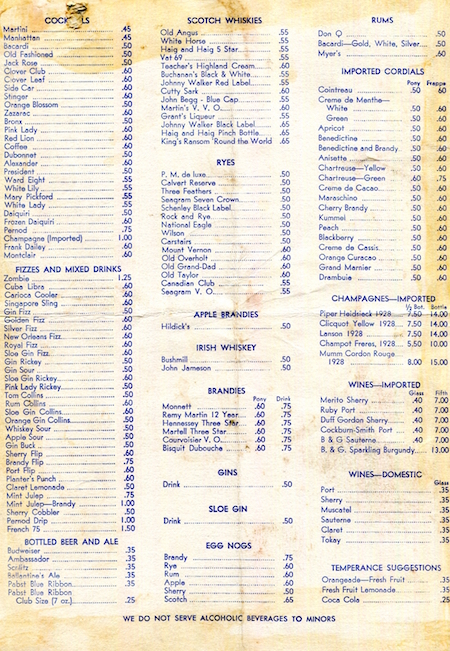 COCKTAILS
Martini .45
Manhattan .45
Bacardi .50
Old Fashioned .50
Jack Rose .50
Clover Club .60
Clover Leaf .60
Side Car .60
Stinger .60
Orange Blossom .50
Zazarac .60
Bronx .50
Pink Lady .60
Red Lion .60
Coffee .60
Dubonnet .50
Alexander .60
President .50
Ward Eight .55
White Lily .55
Mary Pickford .55
White Lady .55
Daiquiri .50
Frozen Daiquiri .60
Pernod .75
Champagne (Imported) 1.00
Frank Dailey .60
Montclair .60
FIZZES AND MIXED DRINKS
Zombie 1.25
Cuba Libra .60
Carioca Cooler .60
Singapore Sling .60
Gin Fizz .50
Golden Fizz .60
Silver Fizz .60
New Orleans Fizz .60
Royal Fizz .60
Sloe Gin Fizz .60
Gin Rickey .50
Gin Sour .50
Sloe Gin Rickey .60
Pink Lady Rickey .60
Tom Collins .50
Rum Collins .60
Sloe Gin Collins .60
Orange Gin Collins .50
Whiskey Sour .50
Apple Sour .50
Gin Buck .50
Sherry Flip .60
Brandy Flip .75
Port Flip .60
Planter's Punch .60
Claret Lemonade .50
Mint Julep .75
Mint Julep—Brandy 1.00
Sherry Cobbler .50
Pernod Drip 1.00
French 75 1.50
BOTTLED BEER AND ALE
Budweiser .35
Ambassador .35
Schlitz .35
Ballantine's Ale .35
Pabst Blue Ribbon .35
Pabst Blue Ribbon
Club Size (7 oz.) .25
SCOTCH WHISKIES
Old Angus .55
White Horse .55
Haig and Haig 5 Star .55
Vat 69 .55
Teacher's Highland Cream .60
Buchanan's Black & White .55
Johnny Walker Red Label .55
Cutty Sark .60
John Begg - Blue Cap .55
Martin's V. V. O. .60
Grant's Liqueur .60
Johnny Walker Black Label .65
Haig and Haig Pinch Bottle .65
King's Ransom 'Round the World .65
RYES
P. M. de luxe .50
Calvert Reserve .50
Three Feathers .50
Seagram Seven Crown .50
Schenley Black Label .50
Rock and Rye .50
National Eagle .50
Wilson .50
Carstairs .50
Mount Vernon .60
Old Overholt .60
Old Grand-Dad .60
Old Taylor .60
Canadian Club .55
Seagram V. O. .55
APPLE BRANDIES
Hildick's .50
IRISH WHISKEY
Bushmill .50
John Jameson .50
BRANDIES
Pony Drink
Monnett .60 .75
Remy Martin 12 Year .60 .75
Hennessey Three Star .60 .75
Martell Three Star .60 .75
Courvoisier V. O. .60 .75
Bisquit Dubouche .60 .75
GINS
Drink .50
SLOE GIN
Drink .50
EGG NOGS
Brandy .75
Rye .60
Rum .60
Apple .60
Sherry .50
Scotch .65
RUMS
Don Q .50
Bacardi—Gold, White, Silver .50
Myer's .60
IMPORTED CORDIALS
Pony Frappe
Cointreau .50 .60
Creme de Menthe—
White .50 .60
Green .50 .60
Apricot .50 .60
Benedictine .50 .60
Benedictine and Brandy .50 .60
Anisette .50 .60
Chartreuse—Yellow .50 .60
Chartreuse—Green .60 .75
Creme de Cacao .50 .60
Maraschino .50 .60
Cherry Brandy .50 .60
Kummel .50 .60
Peach .50 .60
Blackberry .50 .60
Creme de Cassis .50 .60
Orange Curacao .50 .60
Grand Marnier .50 .60
Drambuie .50 .60
CHAMPAGNES—IMPORTED
½ Bot. Bottle
Piper Heidsieck 1928 7.50 14.00
Clicquot Yellow 1928 7.50 14.00
Lanson 1928 7.50 14.00
Champot Freres, 1928 5.50 10.00
Mumm Cordon Rouge
1928 8.00 15.00
WINES—IMPORTED
Glass Fifth
Merito Sherry .40 7.00
Ruby Port .40 7.00
Duff Gordon Sherry .40 7.00
Cockburn-Smith Port .40 7.00
B & G Sauterne .40 7.00
B. & G. Sparkling Burgundy 13.00
WINES—DOMESTIC
Glass
Port .35
Sherry .35
Muscatel .35
Sauterne .35
Claret .35
Tokay .35
TEMPERANCE SUGGESTIONS
Orangeade—Fresh Fruit .35
Fresh Fruit Lemonade .35
Coca Cola .25
WE DO NOT SERVE ALCOHOLIC BEVERAGES TO MINORS